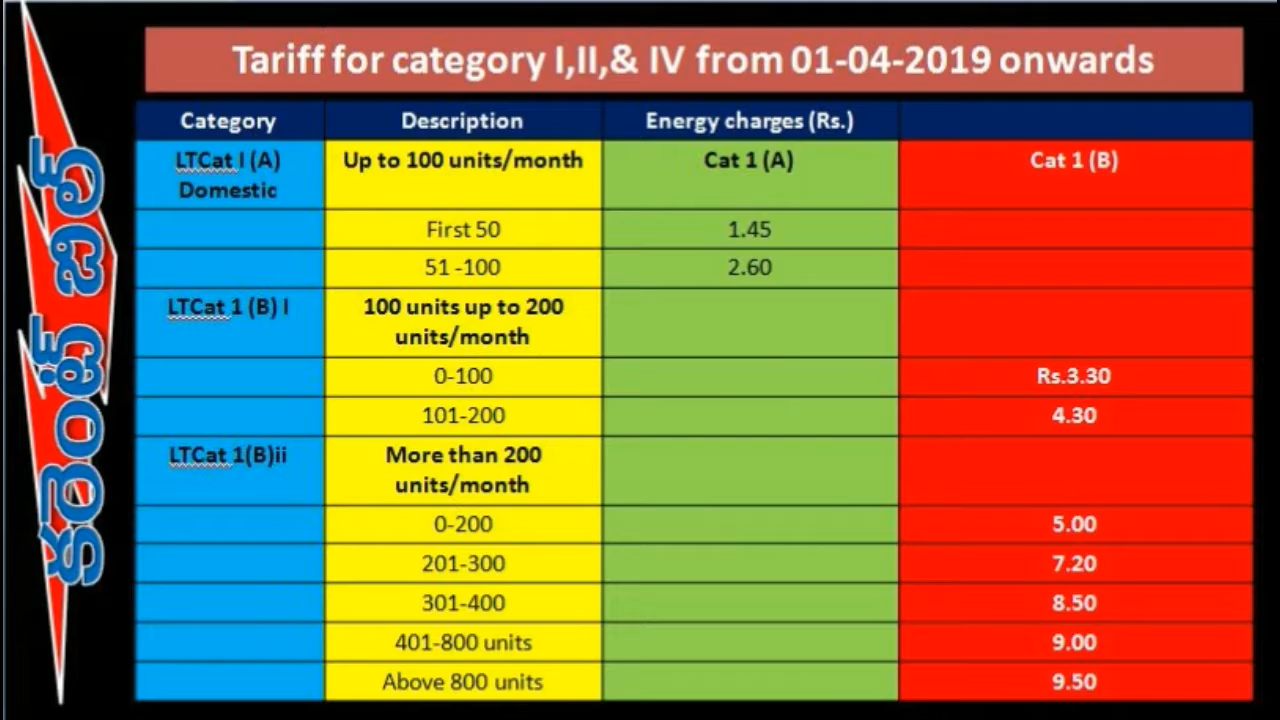 Tariff for category I,II,& IV from 01-04-2019 onwards
Category Description Energy charges (Rs.)
LTCat I (A) Up to 100 units/month Cat 1 (A) Cat 1 (B)
Domestic
First 50 1.45
51 -100 2.60
LTCat 1 (B) I 100 units up to 200
units/month
0-100 Rs.3.30
101-200 4.30
LTCat 1(B)ii More than 200
units/month
0-200 5.00
201-300 7.20
301-400 8.50
401-800 units 9.00
Above 800 units 9.50
కరెంట్ బిల్